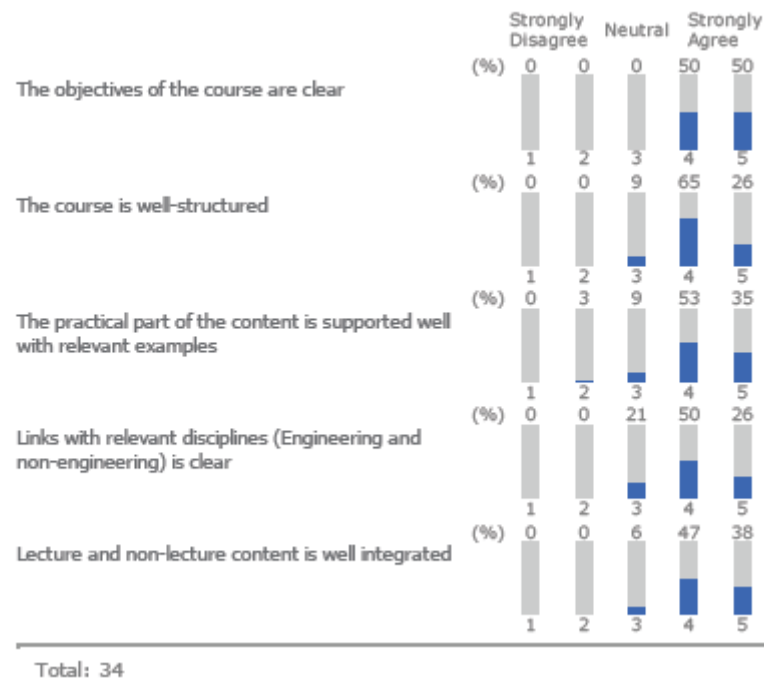 Strongly Disagree Neutral Strongly Agree
(%) 0 0 0 50 50
The objectives of the course are clear
1 2 3 4 5
(%) 0 0 9 65 26
The course is well-structured
1 2 3 4 5
(%) 0 3 9 53 35
The practical part of the content is supported well
with relevant examples
1 2 3 4 5
(%) 0 0 21 50 26
Links with relevant disciplines (Engineering and
non-engineering) is clear
1 2 3 4 5
(%) 0 0 6 47 38
Lecture and non-lecture content is well integrated
1 2 3 4 5
Total: 34